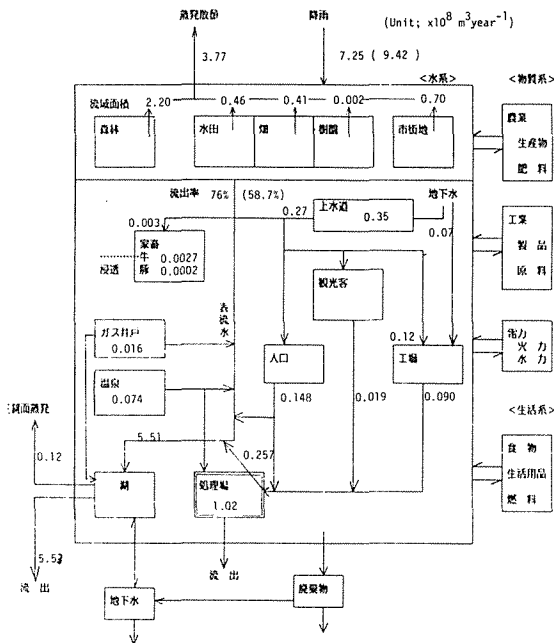 蒸発散量
降雨
(Unit; x10⁸ m³year⁻¹)
3.77
7.25 ( 9.42)
<水系>
<物質系>
流域面積
2.20
0.46
0.41
0.002
0.70
森林
水田
畑
樹園
市街地
農業
生産物
肥料
流出率 76% (58.7%)
地下水
0.003
0.27
上水道
0.35
0.07
工業
製品
原料
家畜
牛 0.0027
豚 0.0002
浸透
観光客
表流水
ガス井戸
0.016
0.12
電力
火力
水力
人口
工場
温泉
0.074
0.148
0.019
0.090
<生活系>
湖面蒸発
5.51
0.257
0.12
湖
処理場
1.02
食物
生活用品
燃料
5.53
流出
流出
地下水
廃棄物